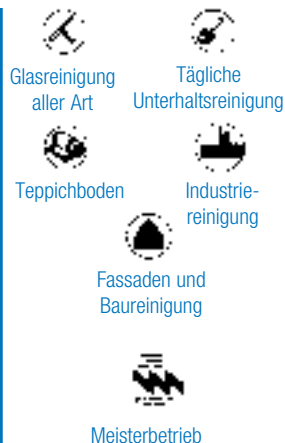 Glasreinigung
aller Art
Tägliche
Unterhaltsreinigung
Teppichboden
Industrie-
reinigung
Fassaden und
Baureinigung
Meisterbetrieb